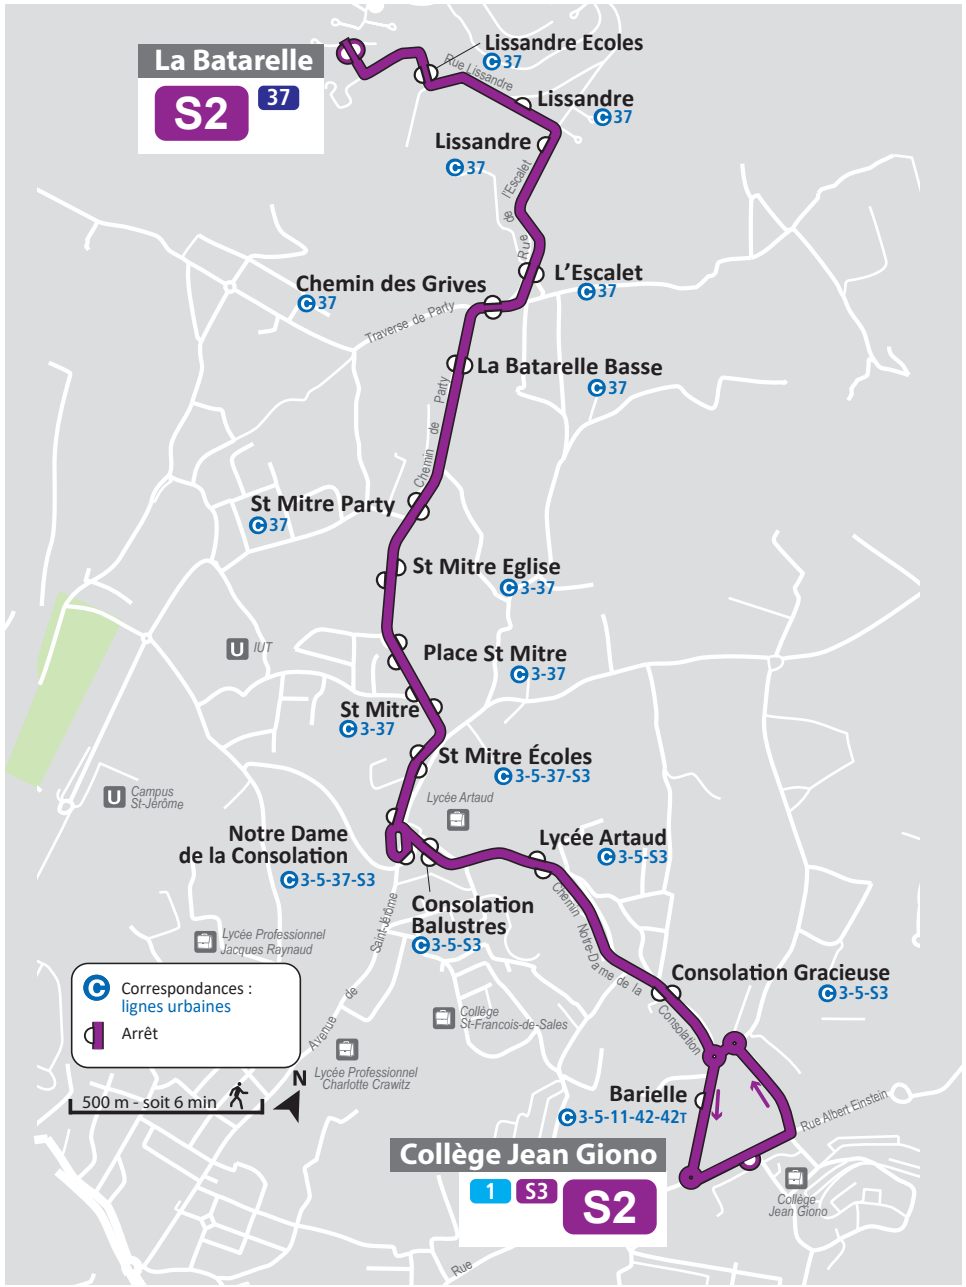 La Batarelle
S2
37
Lissandre Ecoles
C 37
Rue Lissandre
Lissandre
C 37
Lissandre
C 37
Rue de l'Escalet
L'Escalet
C 37
Chemin des Grives
C 37
Traverse de Party
La Batarelle Basse
C 37
Chemin de Party
St Mitre Party
C 37
St Mitre Eglise
C 3-37
U IUT
Place St Mitre
C 3-37
St Mitre
C 3-37
St Mitre Écoles
C 3-5-37-S3
U Campus
St-Jérôme
Lycée Artaud
Notre Dame
de la Consolation
C 3-5-37-S3
Lycée Artaud
C 3-5-S3
Consolation
Balustres
C 3-5-S3
Chemin Notre-Dame de la Consolation
Avenue de Saint-Jérôme
Lycée Professionnel
Jacques Raynaud
Consolation Gracieuse
C 3-5-S3
C Correspondances :
lignes urbaines
Arrêt
Collège
St-Francois-de-Sales
Lycée Professionnel
Charlotte Crawitz
N
500 m - soit 6 min
Barielle
C 3-5-11-42-42T
Rue Albert Einstein
Collège Jean Giono
1 S3 S2
Collège
Jean Giono
Rue